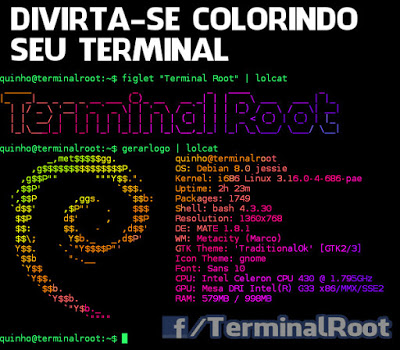 DIVIRTA-SE COLORINDO
SEU TERMINAL
quinho@terminalroot:~$ figlet "Terminal Root" | lolcat
Terminal Root
quinho@terminalroot:~$ gerarlogo | lolcat
quinho@terminalroot
OS: Debian 8.0 jessie
Kernel: i686 Linux 3.16.0-4-686-pae
Uptime: 2h 23m
Packages: 1749
Shell: bash 4.3.30
Resolution: 1360x768
DE: MATE 1.8.1
WM: Metacity (Marco)
GTK Theme: 'TraditionalOk' [GTK2/3]
Icon Theme: gnome
Font: Sans 10
CPU: Intel Celeron CPU 430 @ 1.795GHz
GPU: Mesa DRI Intel(R) G33 x86/MMX/SSE2
RAM: 579MB / 998MB
f/TerminalRoot
quinho@terminalroot:~$